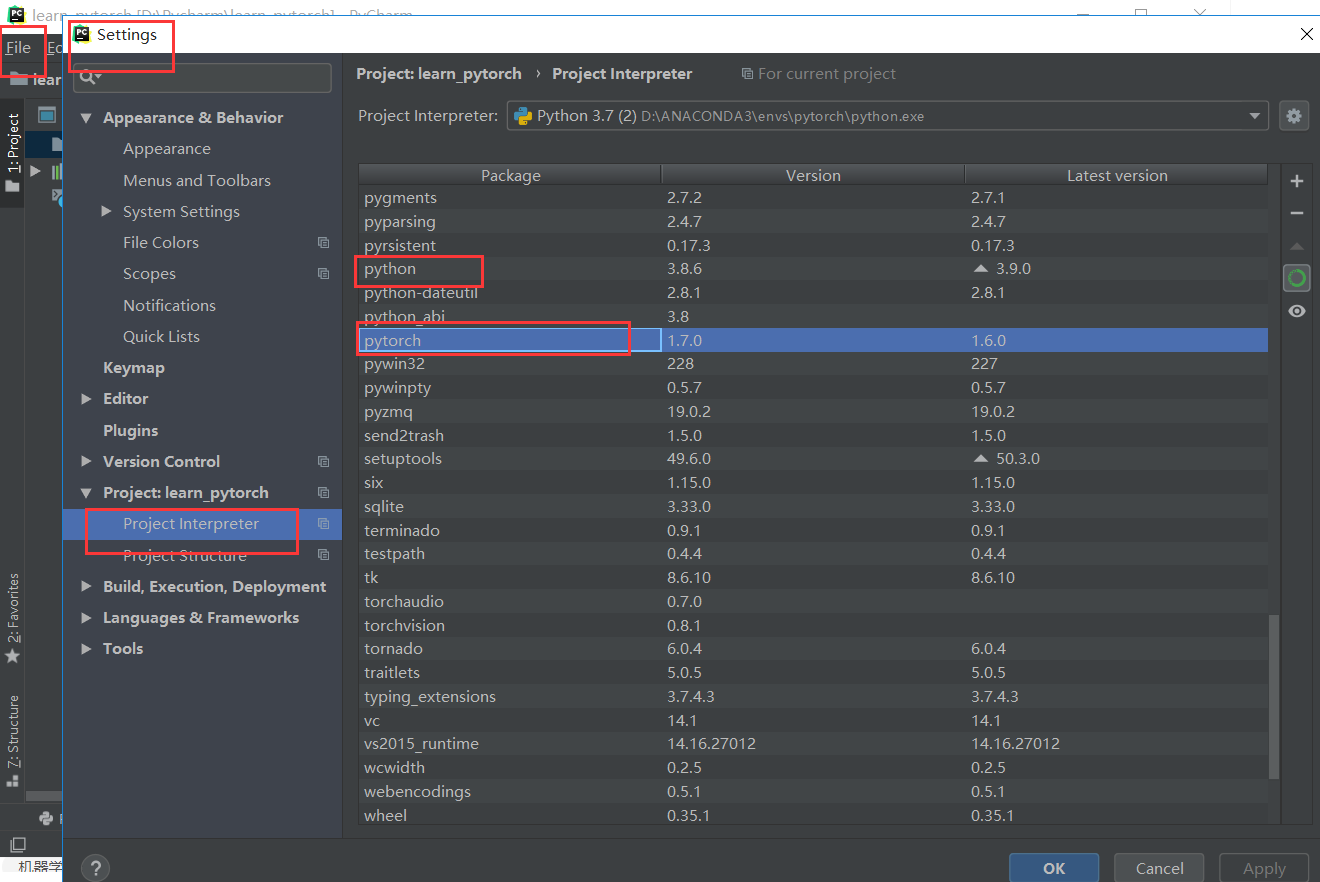 learn_pytorch [D:\Pycharm\learn_pytorch] - PyCharm
File
Settings
lear
1: Project
2: Favorites
7: Structure
机器学
Appearance & Behavior
Appearance
Menus and Toolbars
System Settings
File Colors
Scopes
Notifications
Quick Lists
Keymap
Editor
Plugins
Version Control
Project: learn_pytorch
Project Interpreter
Project Structure
Build, Execution, Deployment
Languages & Frameworks
Tools
Project: learn_pytorch › Project Interpreter For current project
Project Interpreter: Python 3.7 (2) D:\ANACONDA3\envs\pytorch\python.exe
Package Version Latest version
pygments 2.7.2 2.7.1
pyparsing 2.4.7 2.4.7
pyrsistent 0.17.3 0.17.3
python 3.8.6 3.9.0
python-dateutil 2.8.1 2.8.1
python_abi 3.8
pytorch 1.7.0 1.6.0
pywin32 228 227
pywinpty 0.5.7 0.5.7
pyzmq 19.0.2 19.0.2
send2trash 1.5.0 1.5.0
setuptools 49.6.0 50.3.0
six 1.15.0 1.15.0
sqlite 3.33.0 3.33.0
terminado 0.9.1 0.9.1
testpath 0.4.4 0.4.4
tk 8.6.10 8.6.10
torchaudio 0.7.0
torchvision 0.8.1
tornado 6.0.4 6.0.4
traitlets 5.0.5 5.0.5
typing_extensions 3.7.4.3 3.7.4.3
vc 14.1 14.1
vs2015_runtime 14.16.27012 14.16.27012
wcwidth 0.2.5 0.2.5
webencodings 0.5.1 0.5.1
wheel 0.35.1 0.35.1
?
OK Cancel Apply